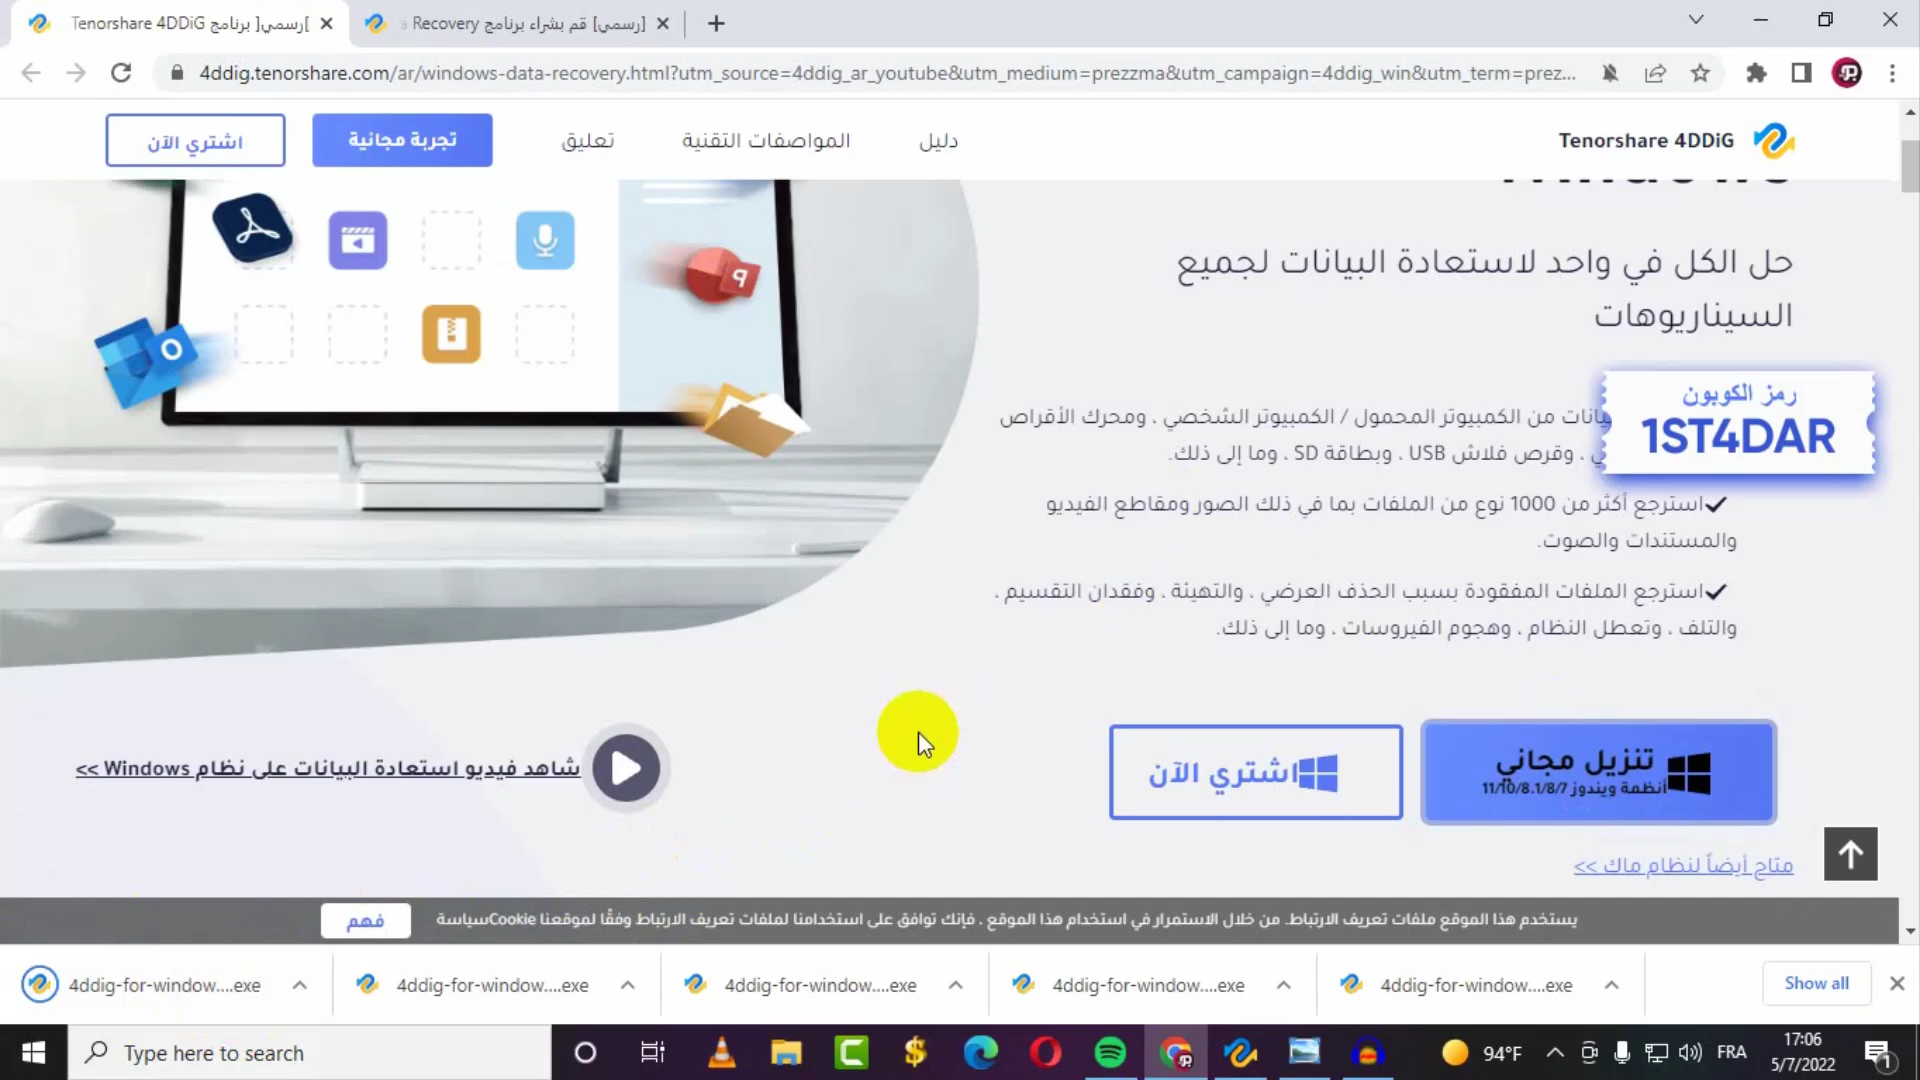 [رسمي] برنامج Tenorshare 4DDiG
[رسمي] قم بشراء برنامج Recovery
4ddig.tenorshare.com/ar/windows-data-recovery.html?utm_source=4ddig_ar_youtube&utm_medium=prezzma&utm_campaign=4ddig_win&utm_term=prez...
Tenorshare 4DDiG
دليل
المواصفات التقنية
تعليق
تجربة مجانية
اشتري الآن
حل الكل في واحد لاستعادة البيانات لجميع
السيناريوهات
رمز الكوبون
1ST4DAR
من الكمبيوتر المحمول / الكمبيوتر الشخصي ، ومحرك الأقراص
، وقرص فلاش USB ، وبطاقة SD ، وما إلى ذلك.
استرجع أكثر من 1000 نوع من الملفات بما في ذلك الصور ومقاطع الفيديو
والمستندات والصوت.
استرجع الملفات المفقودة بسبب الحذف العرضي ، والتهيئة ، وفقدان التقسيم ،
والتلف ، وتعطل النظام ، وهجوم الفيروسات ، وما إلى ذلك.
تنزيل مجاني
أنظمة ويندوز 11/10/8.1/8/7
اشتري الآن
شاهد فيديو استعادة البيانات على نظام Windows >>
متاح أيضاً لنظام ماك >>
يستخدم هذا الموقع ملفات تعريف الارتباط. من خلال الاستمرار في استخدام هذا الموقع ، فإنك توافق على استخدامنا لملفات تعريف الارتباط وفقًا لموقعنا Cookieسياسة
فهم
4ddig-for-window....exe
4ddig-for-window....exe
4ddig-for-window....exe
4ddig-for-window....exe
4ddig-for-window....exe
Show all
Type here to search
94°F
FRA
17:06
5/7/2022
1